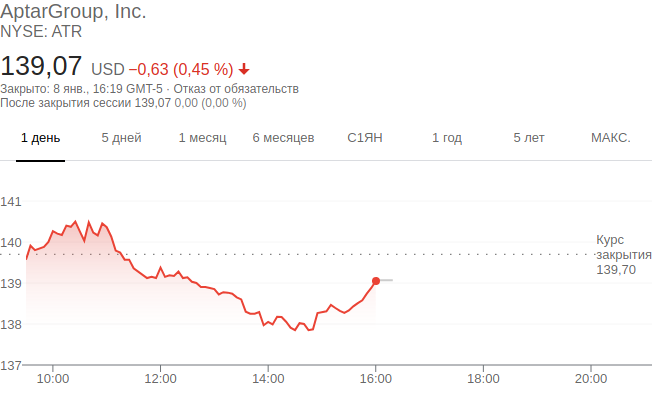 AptarGroup, Inc.
NYSE: ATR
139,07 USD −0,63 (0,45 %)
Закрыто: 8 янв., 16:19 GMT-5 · Отказ от обязательств
После закрытия сессии 139,07 0,00 (0,00 %)
1 день 5 дней 1 месяц 6 месяцев С1ЯН 1 год 5 лет МАКС.
141
140
139
138
137
Курс
закрытия
139,70
10:00 12:00 14:00 16:00 18:00 20:00